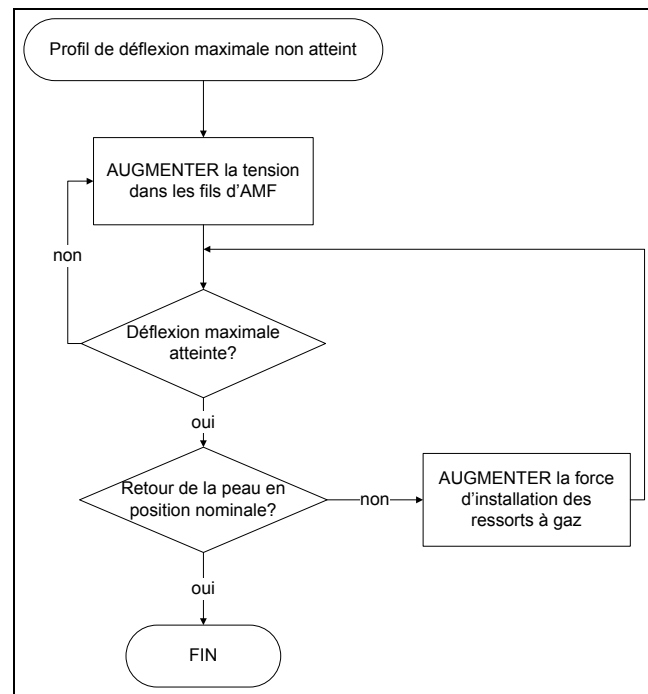 Profil de déflexion maximale non atteint
AUGMENTER la tension
dans les fils d'AMF
non
Déflexion maximale
atteinte?
oui
Retour de la peau en
position nominale?
non
AUGMENTER la force
d'installation des
ressorts à gaz
oui
FIN